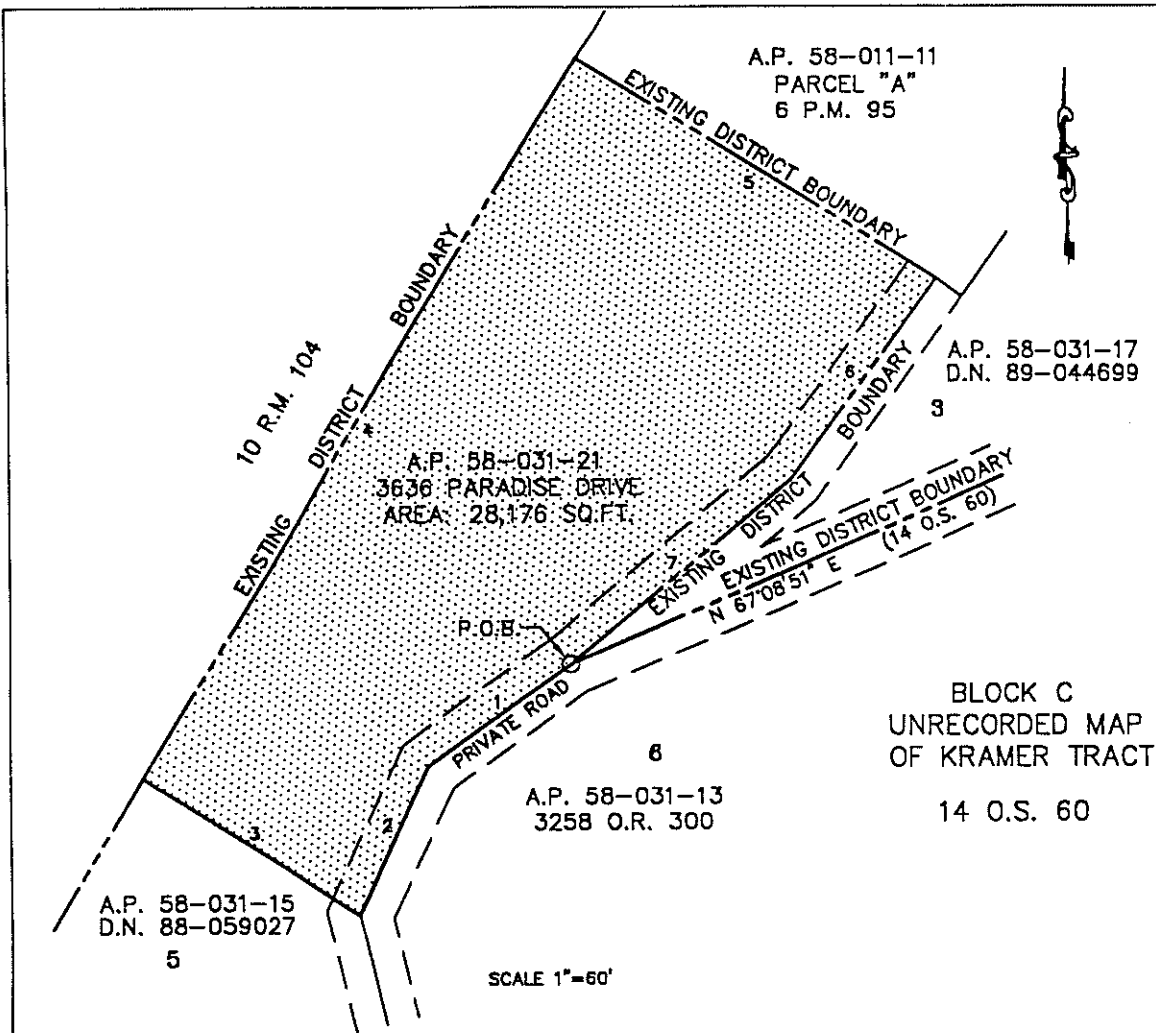 A.P. 58-011-11
PARCEL "A"
6 P.M. 95
EXISTING DISTRICT BOUNDARY
5
EXISTING DISTRICT BOUNDARY
4
10 R.M. 104
A.P. 58-031-17
D.N. 89-044699
3
6
A.P. 58-031-21
3636 PARADISE DRIVE
AREA: 28,176 SQ.FT.
EXISTING DISTRICT BOUNDARY
7
EXISTING DISTRICT BOUNDARY
(14 O.S. 60)
N 67°08'51" E
P.O.B.
1
PRIVATE ROAD
BLOCK C
UNRECORDED MAP
OF KRAMER TRACT
14 O.S. 60
6
A.P. 58-031-13
3258 O.R. 300
2
3
A.P. 58-031-15
D.N. 88-059027
5
SCALE 1"=60'